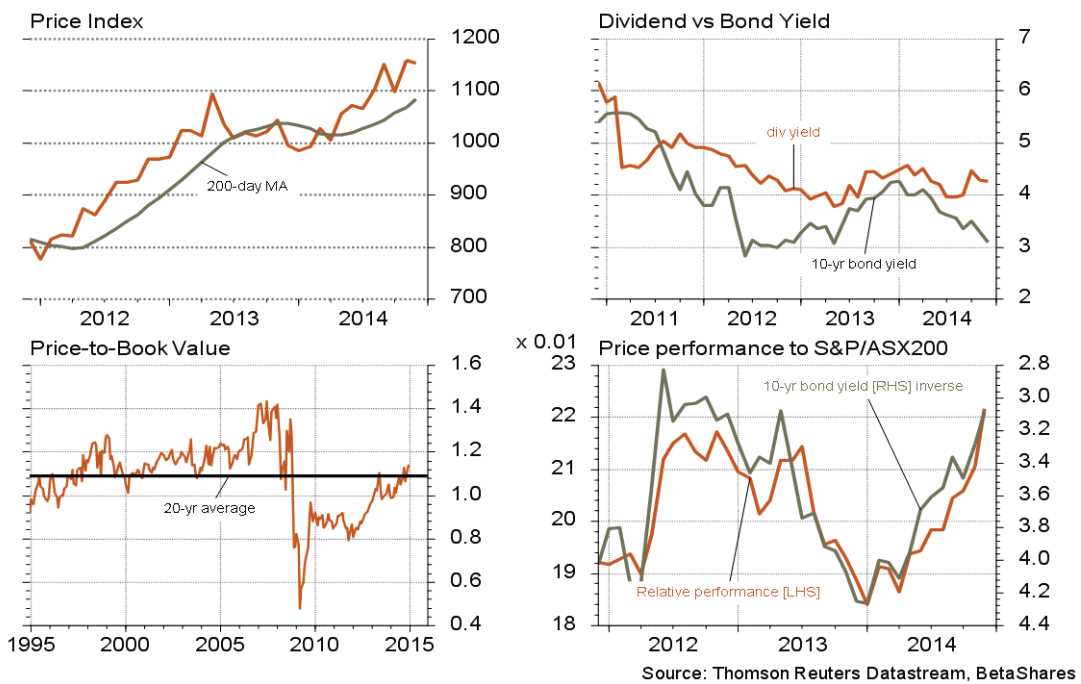 Price Index
1200
1100
1000
900
800
700
200-day MA
2012 2013 2014
Dividend vs Bond Yield
7
6
5
4
3
2
div yield
10-yr bond yield
2011 2012 2013 2014
Price-to-Book Value
1.6
1.4
1.2
1.0
0.8
0.6
0.4
20-yr average
1995 2000 2005 2010 2015
x 0.01
Price performance to S&P/ASX200
23
22
21
20
19
18
2.8
3.0
3.2
3.4
3.6
3.8
4.0
4.2
4.4
10-yr bond yield [RHS] inverse
Relative performance [LHS]
2012 2013 2014
Source: Thomson Reuters Datastream, BetaShares